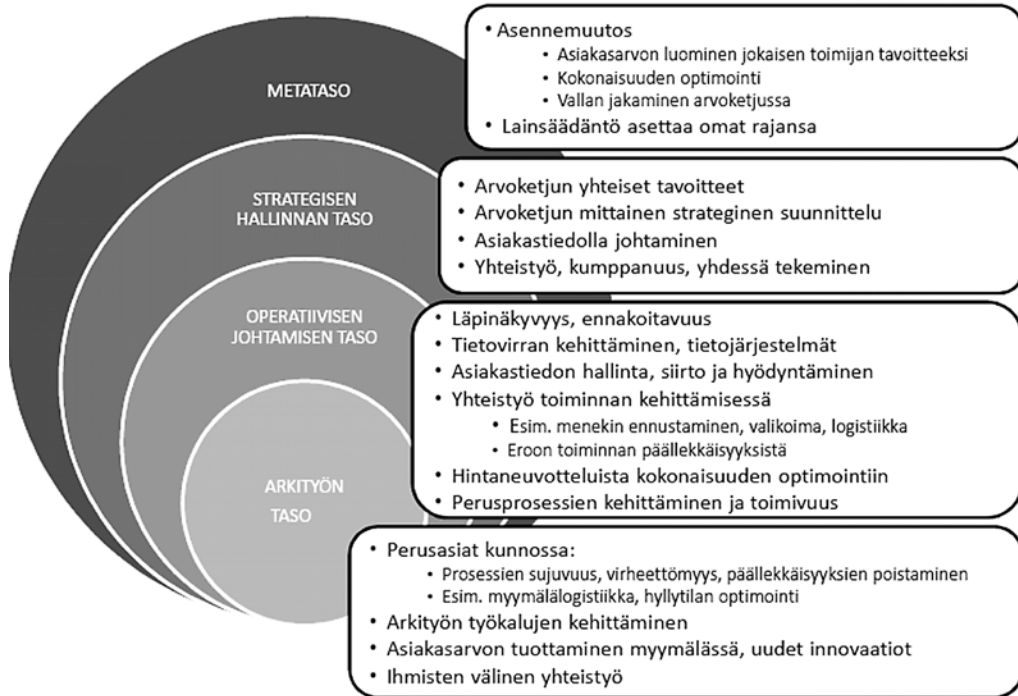 METATASO
• Asennemuutos
• Asiakasarvon luominen jokaisen toimijan tavoitteeksi
• Kokonaisuuden optimointi
• Vallan jakaminen arvoketjussa
• Lainsäädäntö asettaa omat rajansa
STRATEGISEN
HALLINNAN TASO
• Arvoketjun yhteiset tavoitteet
• Arvoketjun mittainen strateginen suunnittelu
• Asiakastiedolla johtaminen
• Yhteistyö, kumppanuus, yhdessä tekeminen
OPERATIIVISEN
JOHTAMISEN TASO
• Läpinäkyvyys, ennakoitavuus
• Tietovirran kehittäminen, tietojärjestelmät
• Asiakastiedon hallinta, siirto ja hyödyntäminen
• Yhteistyö toiminnan kehittämisessä
• Esim. menekin ennustaminen, valikoima, logistiikka
• Eroon toiminnan päällekkäisyyksistä
• Hintaneuvotteluista kokonaisuuden optimointiin
• Perusprosessien kehittäminen ja toimivuus
ARKITYÖN
TASO
• Perusasiat kunnossa:
• Prosessien sujuvuus, virheettömyys, päällekkäisyyksien poistaminen
• Esim. myymälälogistiikka, hyllytilan optimointi
• Arkityön työkalujen kehittäminen
• Asiakasarvon tuottaminen myymälässä, uudet innovaatiot
• Ihmisten välinen yhteistyö